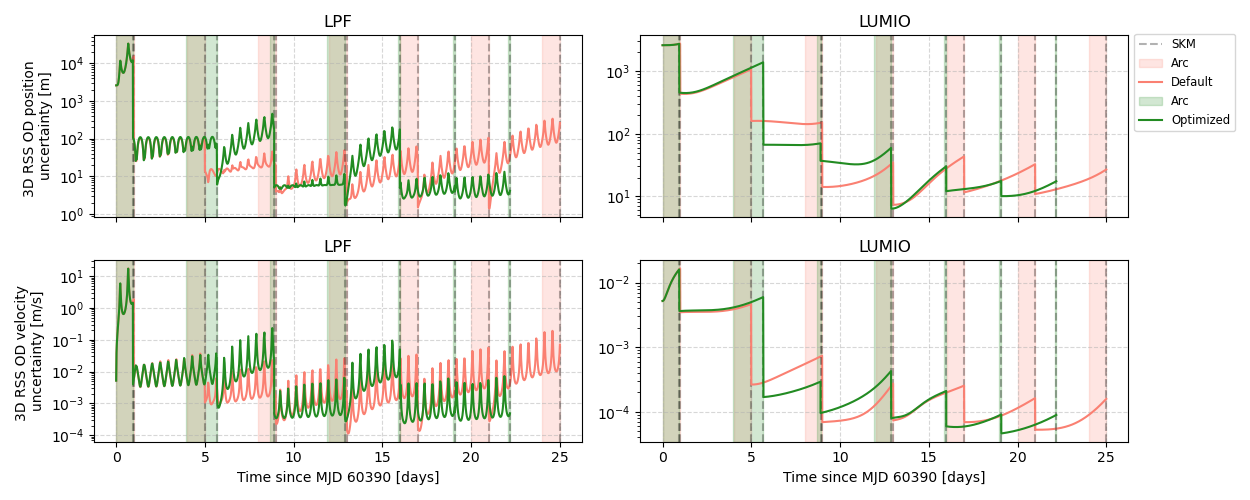 LPF
LUMIO
3D RSS OD position
uncertainty [m]
10⁴
10³
10²
10¹
10⁰
10³
10²
10¹
SKM
Arc
Default
Arc
Optimized
LPF
LUMIO
3D RSS OD velocity
uncertainty [m/s]
10¹
10⁰
10⁻¹
10⁻²
10⁻³
10⁻⁴
10⁻²
10⁻³
10⁻⁴
0 5 10 15 20 25
0 5 10 15 20 25
Time since MJD 60390 [days]
Time since MJD 60390 [days]